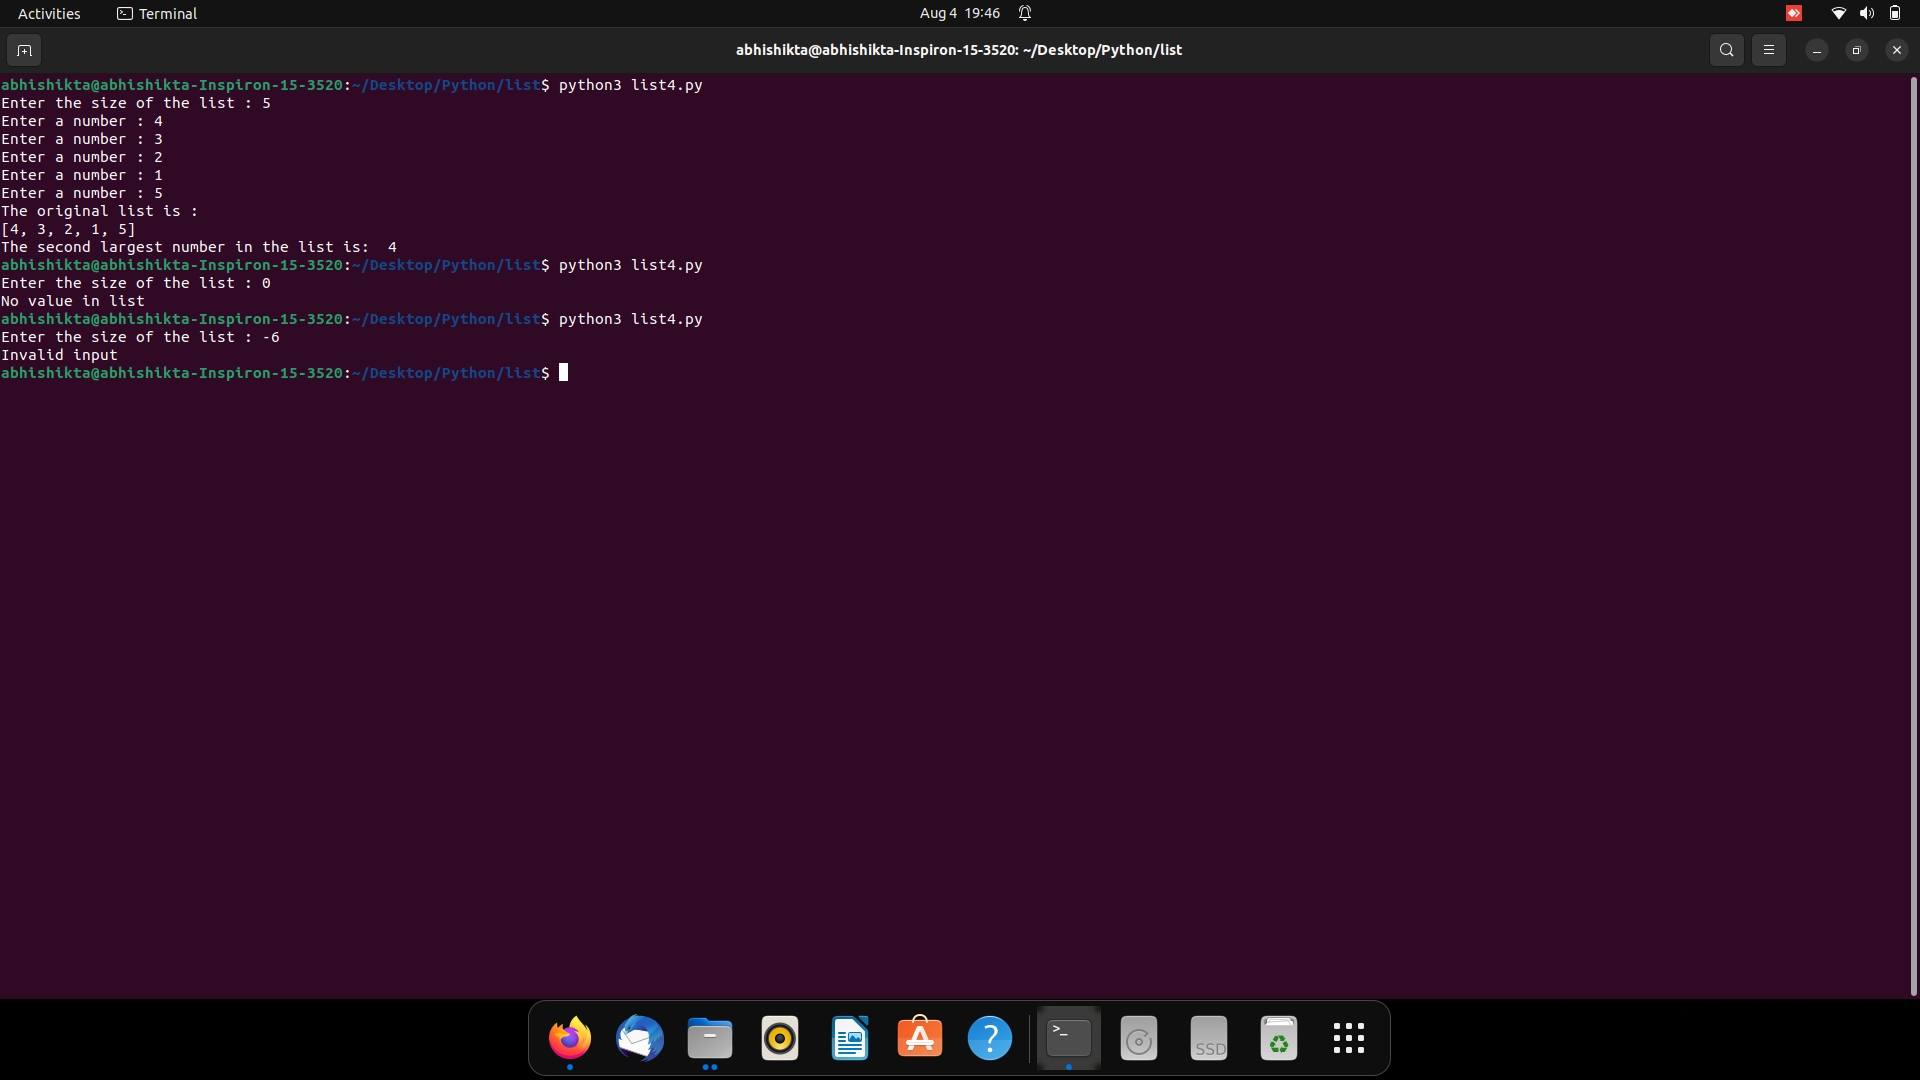 Activities
Terminal
Aug 4 19:46
abhishikta@abhishikta-Inspiron-15-3520: ~/Desktop/Python/list
abhishikta@abhishikta-Inspiron-15-3520:~/Desktop/Python/list$ python3 list4.py
Enter the size of the list : 5
Enter a number : 4
Enter a number : 3
Enter a number : 2
Enter a number : 1
Enter a number : 5
The original list is :
[4, 3, 2, 1, 5]
The second largest number in the list is:  4
abhishikta@abhishikta-Inspiron-15-3520:~/Desktop/Python/list$ python3 list4.py
Enter the size of the list : 0
No value in list
abhishikta@abhishikta-Inspiron-15-3520:~/Desktop/Python/list$ python3 list4.py
Enter the size of the list : -6
Invalid input
abhishikta@abhishikta-Inspiron-15-3520:~/Desktop/Python/list$
>_
?
SSD